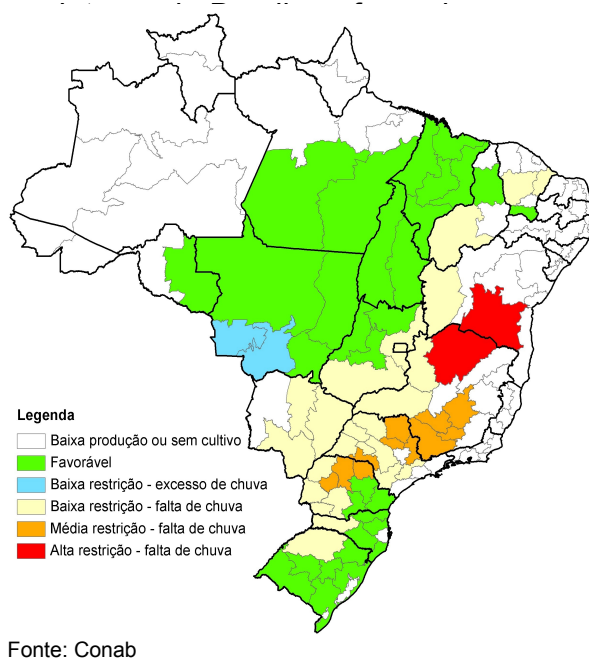 Legenda
Baixa produção ou sem cultivo
Favorável
Baixa restrição - excesso de chuva
Baixa restrição - falta de chuva
Média restrição - falta de chuva
Alta restrição - falta de chuva
Fonte: Conab